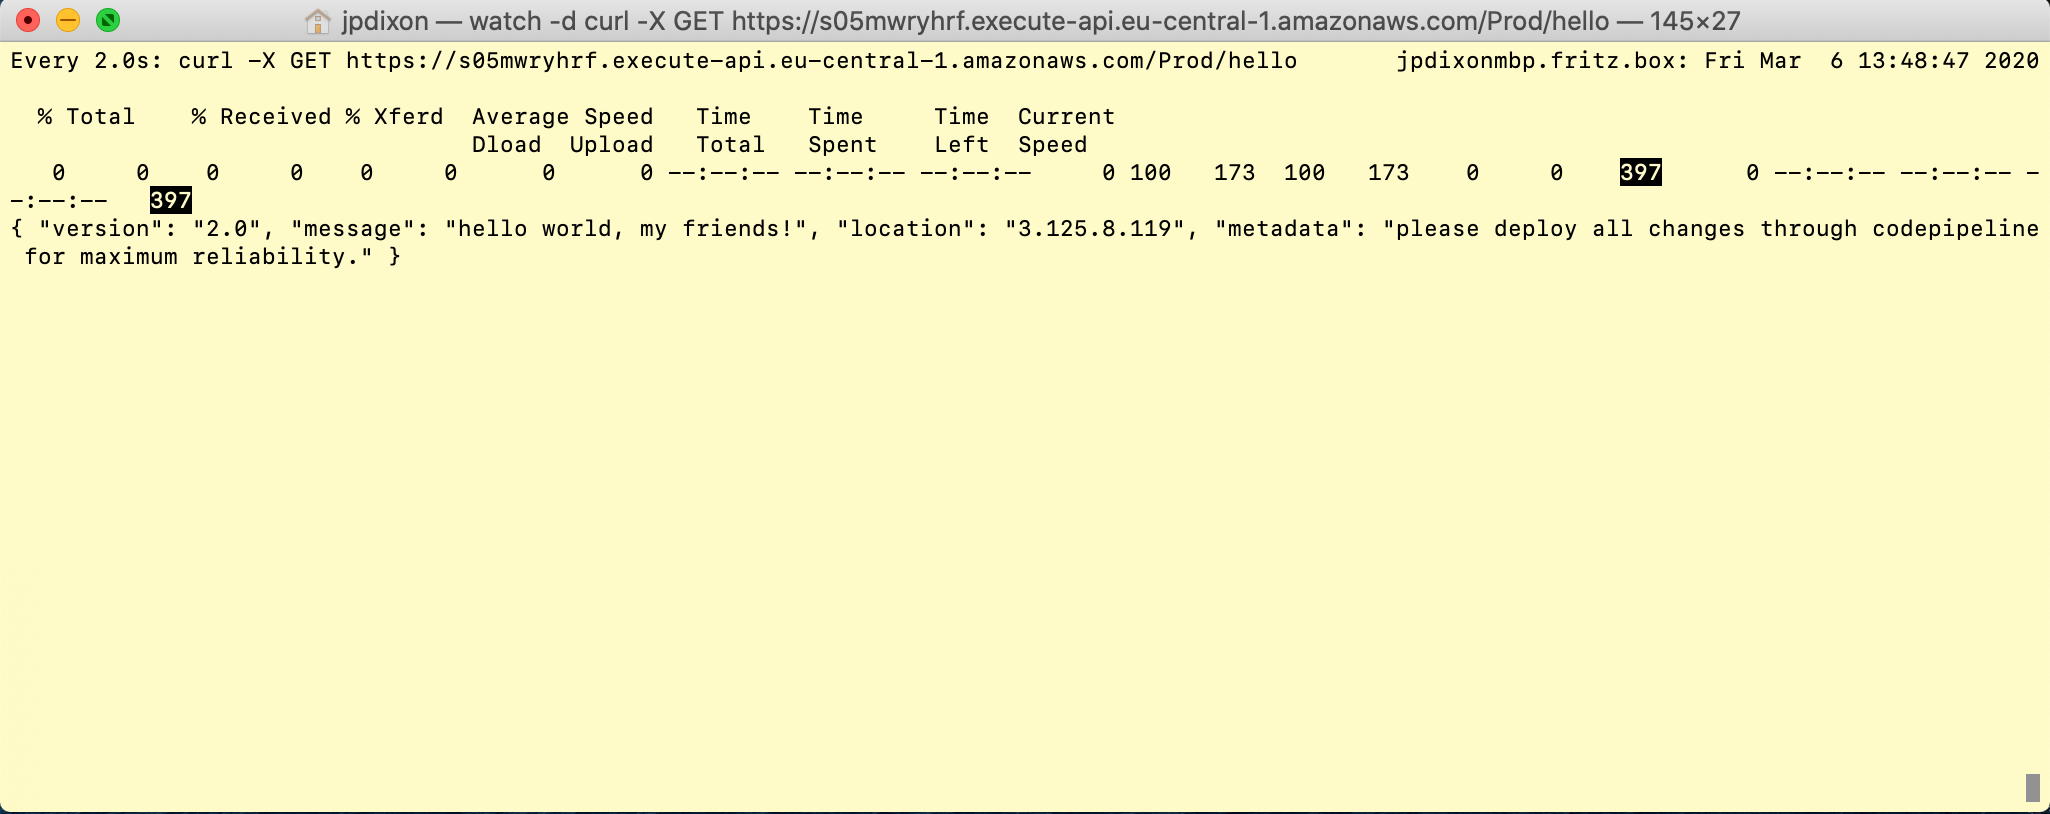 jpdixon — watch -d curl -X GET https://s05mwryhrf.execute-api.eu-central-1.amazonaws.com/Prod/hello — 145×27
Every 2.0s: curl -X GET https://s05mwryhrf.execute-api.eu-central-1.amazonaws.com/Prod/hello       jpdixonmbp.fritz.box: Fri Mar  6 13:48:47 2020
  % Total    % Received % Xferd  Average Speed   Time    Time     Time  Current
                                 Dload  Upload   Total   Spent    Left  Speed
   0     0    0     0    0     0      0      0 --:--:-- --:--:-- --:--:--     0 100   173  100   173    0     0    397      0 --:--:-- --:--:-- -
-:--:--   397
{ "version": "2.0", "message": "hello world, my friends!", "location": "3.125.8.119", "metadata": "please deploy all changes through codepipeline
 for maximum reliability." }